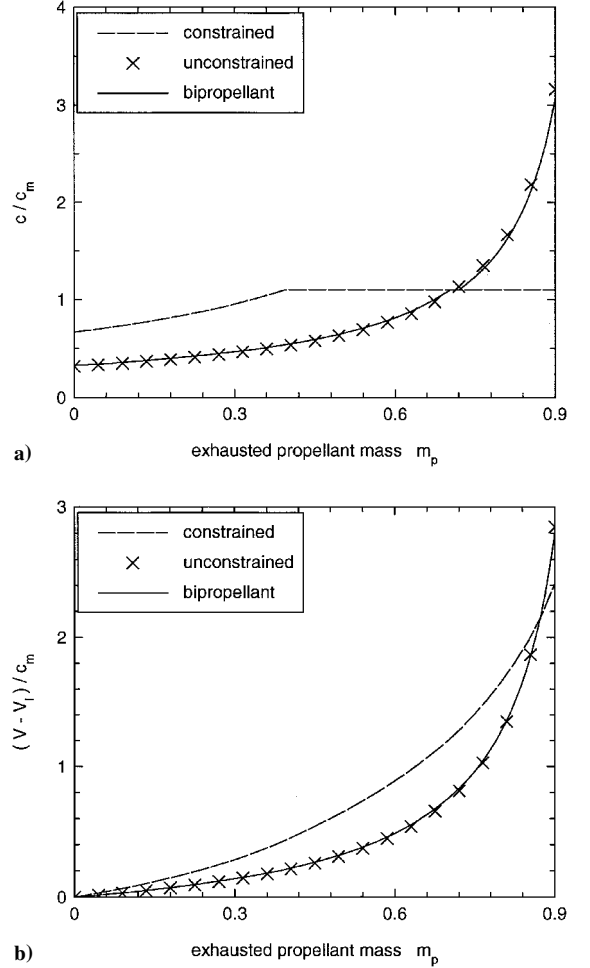 4
constrained
unconstrained
bipropellant
3
c / c_m
2
1
0
0
0.3
0.6
0.9
a)
exhausted propellant mass m_p
3
constrained
unconstrained
bipropellant
2
( V - V_I ) / c_m
1
0
0
0.3
0.6
0.9
b)
exhausted propellant mass m_p